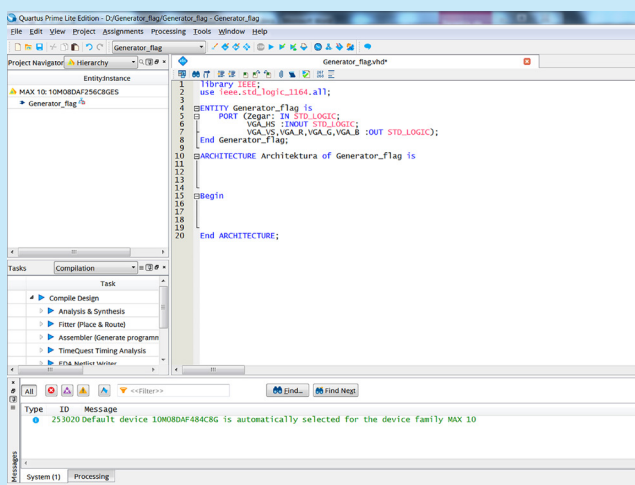 Quartus Prime Lite Edition - D:/Generator_flag/Generator_flag - Generator_flag
File Edit View Project Assignments Processing Tools Window Help
Generator_flag
Project Navigator Hierarchy
Generator_flag.vhd*
Entity:Instance
MAX 10: 10M08DAF256C8GES
Generator_flag
1 library IEEE;
2 use ieee.std_logic_1164.all;
3
4 ENTITY Generator_flag is
5 PORT (Zegar: IN STD_LOGIC;
6 VGA_HS :INOUT STD_LOGIC;
7 VGA_VS,VGA_R,VGA_G,VGA_B :OUT STD_LOGIC);
8 End Generator_flag;
9
10 ARCHITECTURE Architektura of Generator_flag is
11
12
13
14
15 Begin
16
17
18
19
20 End ARCHITECTURE;
Tasks Compilation
Task
Compile Design
Analysis & Synthesis
Fitter (Place & Route)
Assembler (Generate programm
TimeQuest Timing Analysis
EDA Netlist Writer
All <<Filter>> Find... Find Next
Type ID Message
253020 Default device 10M08DAF484C8G is automatically selected for the device family MAX 10
Messages
System (1) Processing